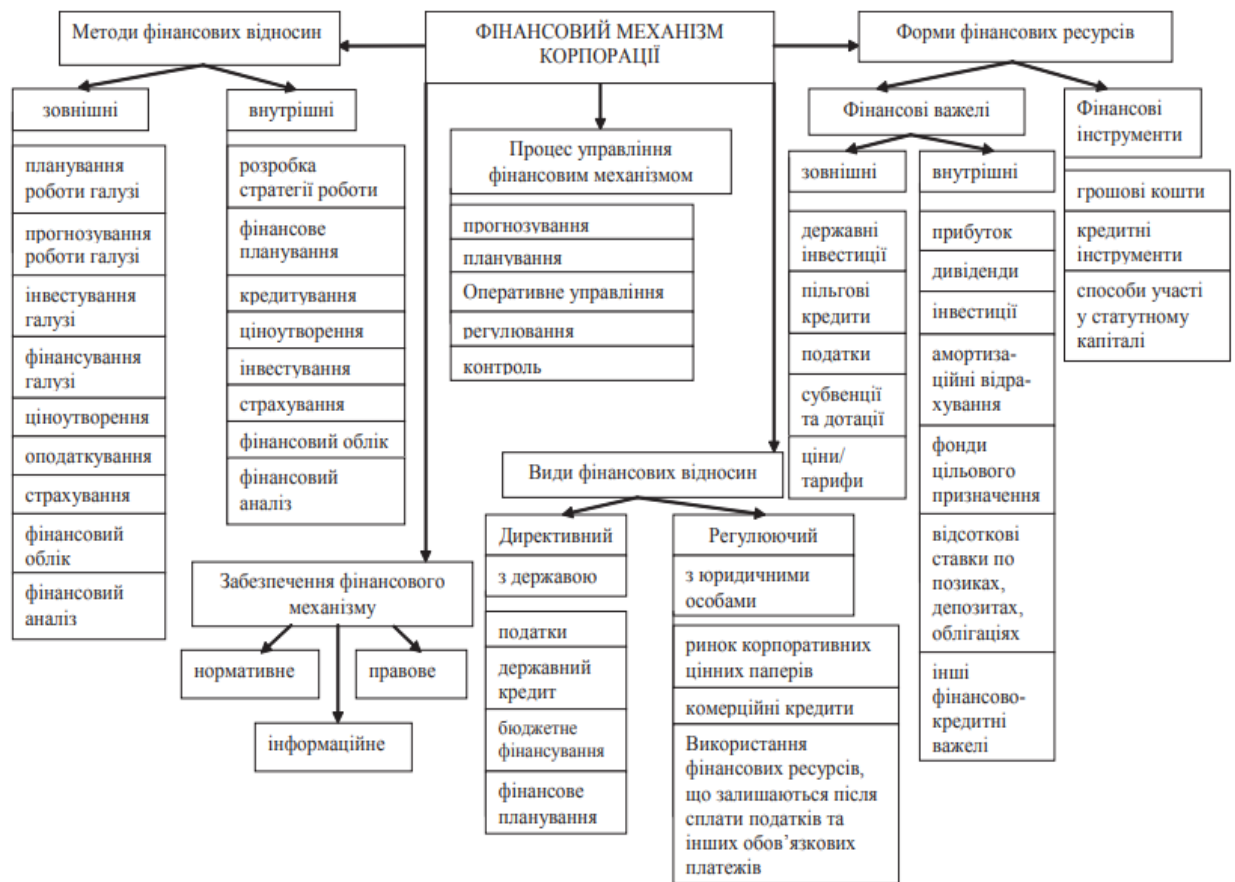 Методи фінансових відносин
ФІНАНСОВИЙ МЕХАНІЗМ
КОРПОРАЦІЇ
Форми фінансових ресурсів
зовнішні
планування
роботи галузі
прогнозування
роботи галузі
інвестування
галузі
фінансування
галузі
ціноутворення
оподаткування
страхування
фінансовий
облік
фінансовий
аналіз
внутрішні
розробка
стратегії роботи
фінансове
планування
кредитування
ціноутворення
інвестування
страхування
фінансовий облік
фінансовий
аналіз
Процес управління
фінансовим механізмом
прогнозування
планування
Оперативне управління
регулювання
контроль
Фінансові важелі
зовнішні
державні
інвестиції
пільгові
кредити
податки
субвенції
та дотації
ціни/
тарифи
внутрішні
прибуток
дивіденди
інвестиції
амортиза-
ційні відра-
хування
фонди
цільового
призначення
відсоткові
ставки по
позиках,
депозитах,
облігаціях
інші
фінансово-
кредитні
важелі
Фінансові
інструменти
грошові кошти
кредитні
інструменти
способи участі
у статутному
капіталі
Види фінансових відносин
Директивний
з державою
податки
державний
кредит
бюджетне
фінансування
фінансове
планування
Регулюючий
з юридичними
особами
ринок корпоративних
цінних паперів
комерційні кредити
Використання
фінансових ресурсів,
що залишаються після
сплати податків та
інших обов’язкових
платежів
Забезпечення фінансового
механізму
нормативне
правове
інформаційне